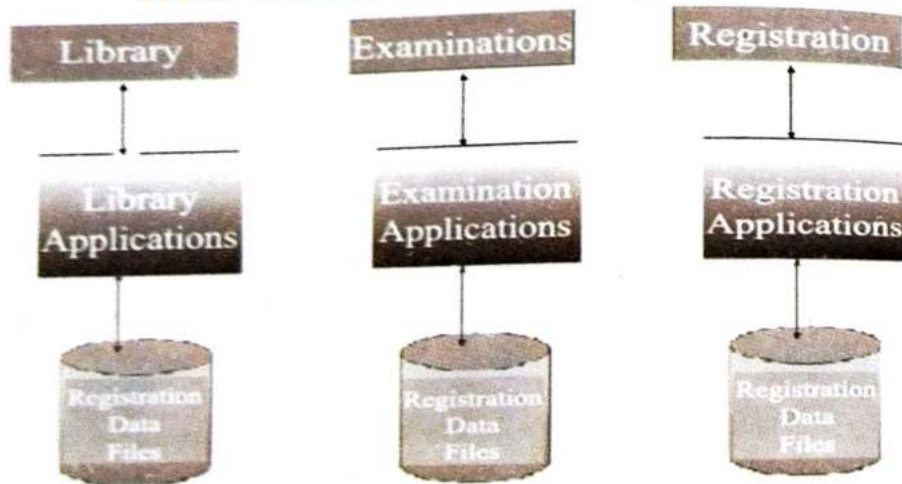 Library
Examinations
Registration
Library
Applications
Examination
Applications
Registration
Applications
Registration
Data
Files
Registration
Data
Files
Registration
Data
Files